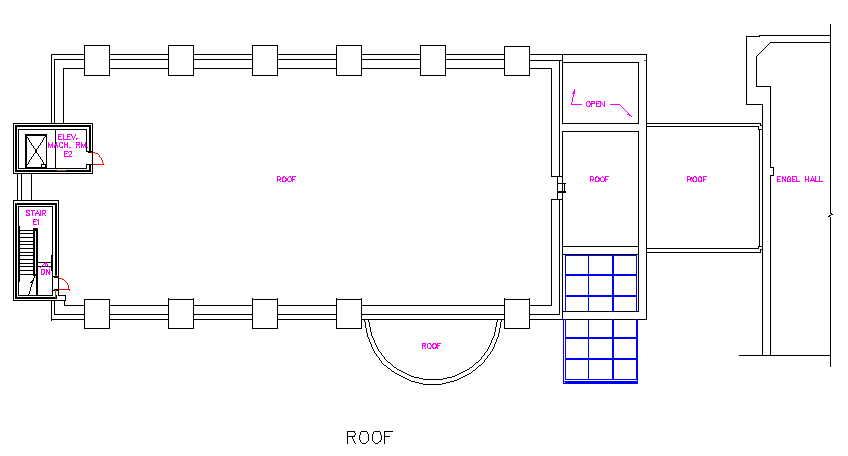 OPEN
ELEV.
MACH. RM.
E2
ROOF
ROOF
ROOF
ENGEL HALL
STAIR
E1
DN
ROOF
ROOF